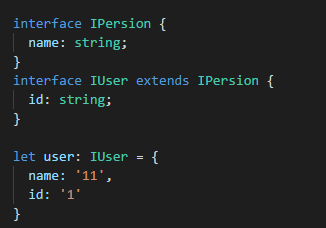 interface IPersion {
  name: string;
}
interface IUser extends IPersion {
  id: string;
}
let user: IUser = {
  name: '11',
  id: '1'
}